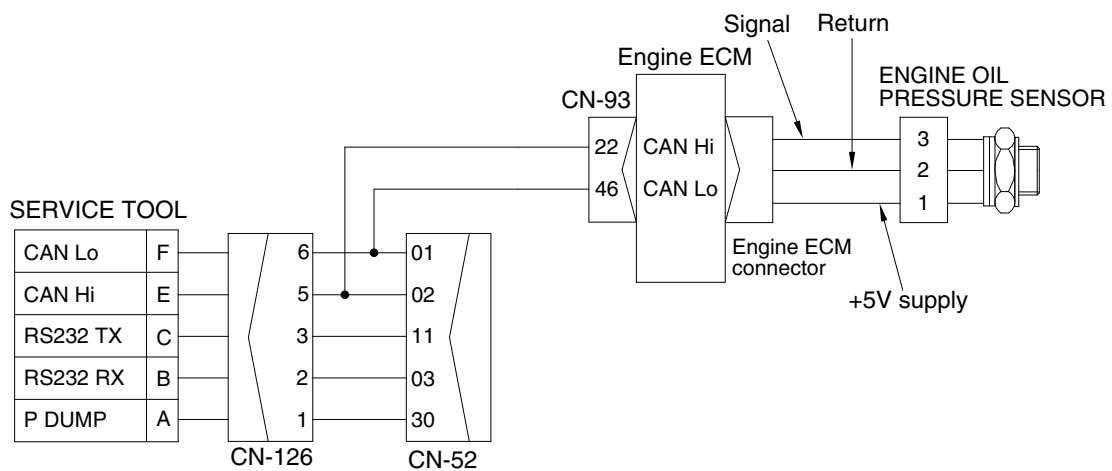 Signal
Return
Engine ECM
ENGINE OIL
PRESSURE SENSOR
CN-93
22
CAN Hi
46
CAN Lo
3
2
1
Engine ECM
connector
+5V supply
SERVICE TOOL
CAN Lo F 6 01
CAN Hi E 5 02
RS232 TX C 3 11
RS232 RX B 2 03
P DUMP A 1 30
CN-126
CN-52